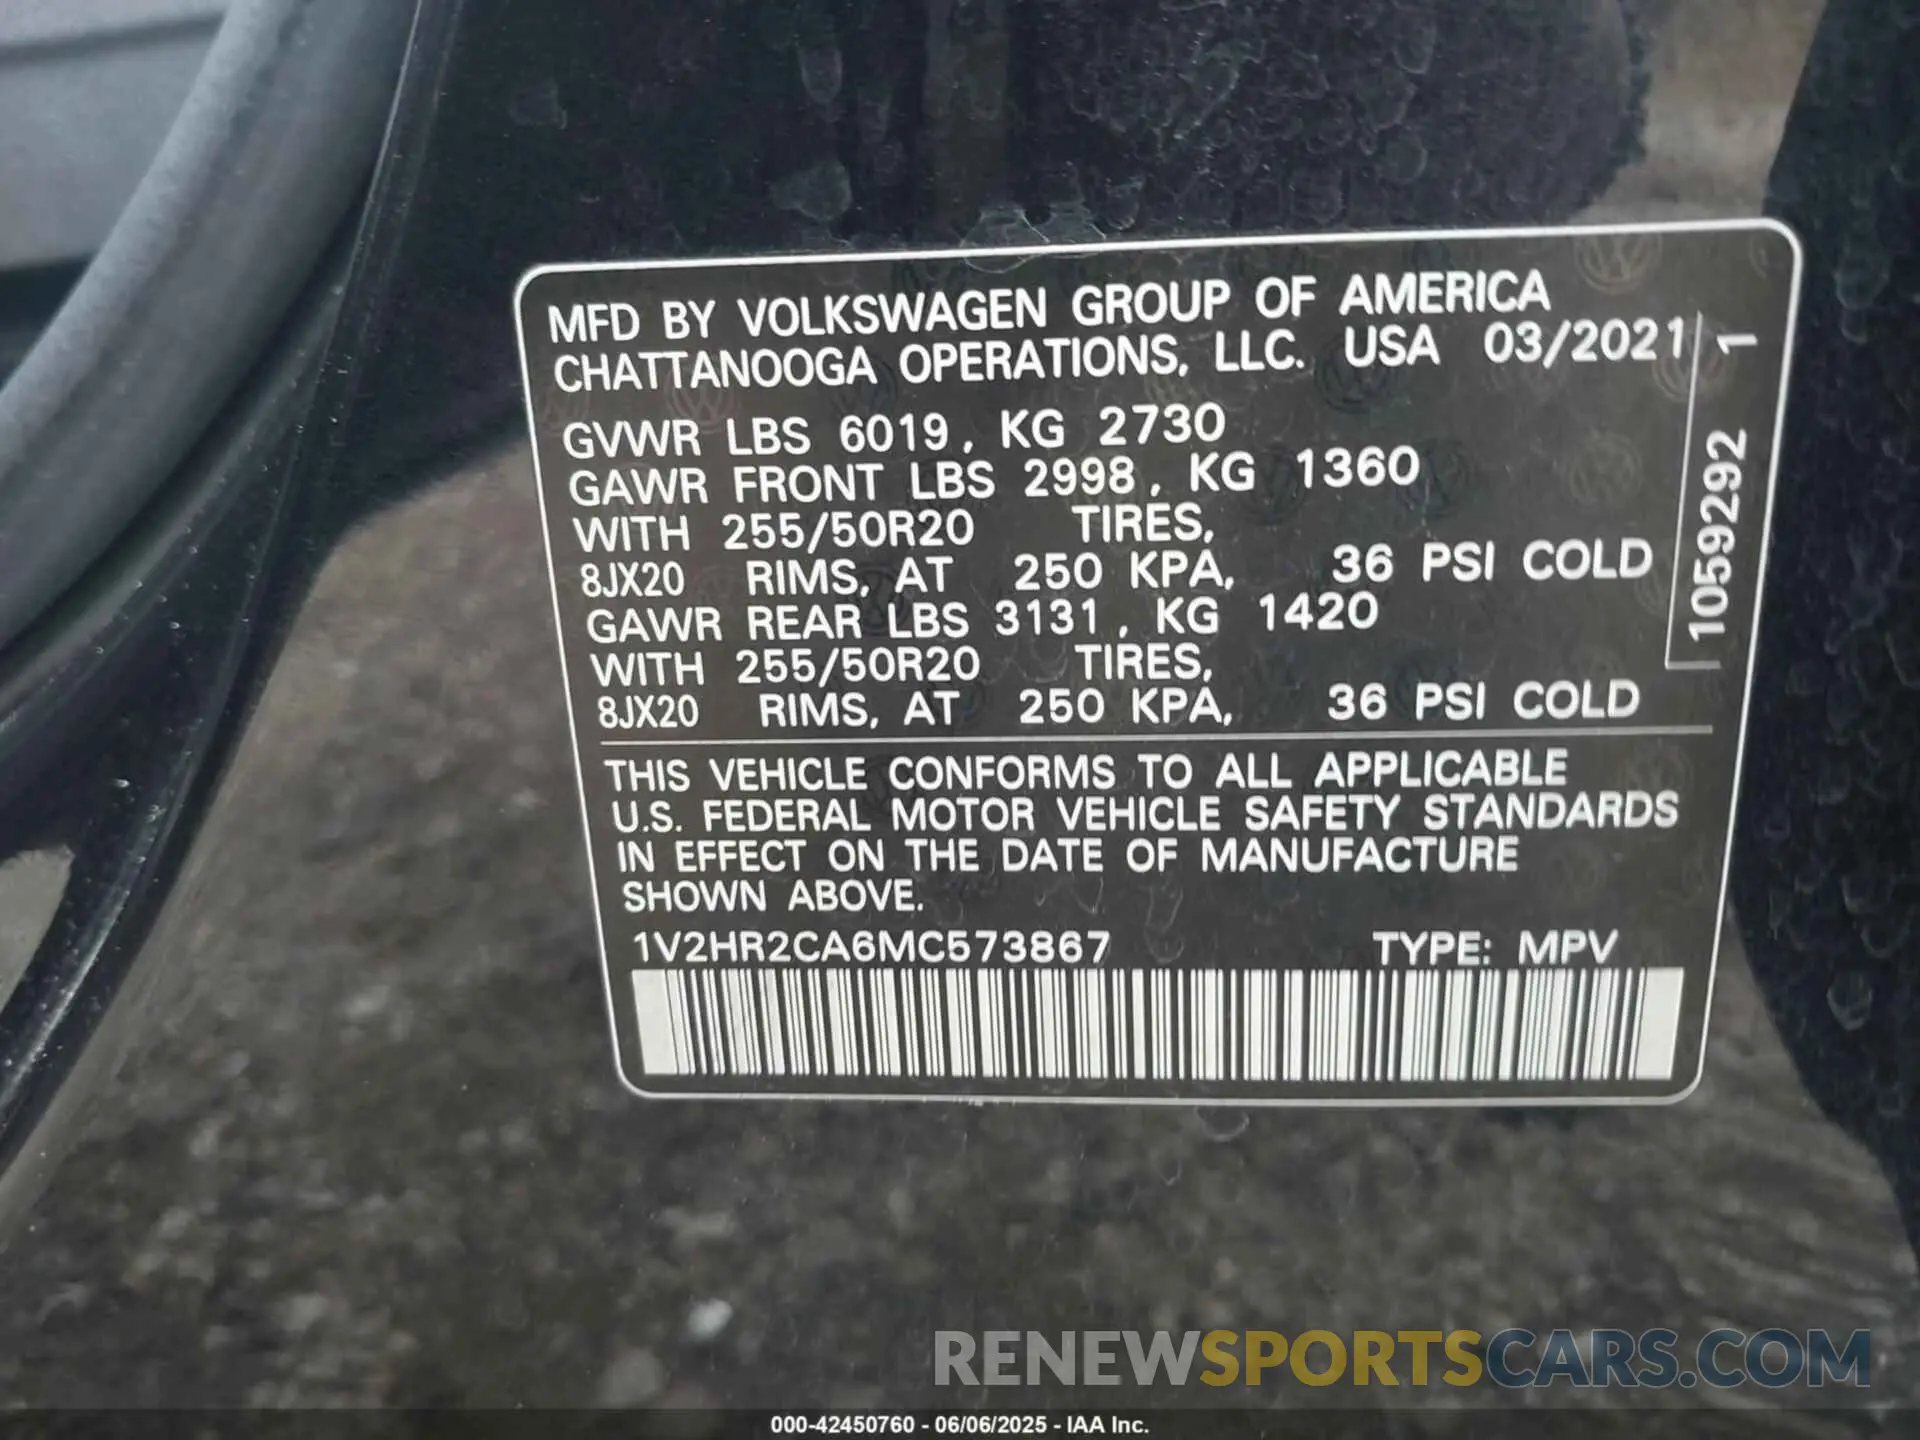 MFD BY VOLKSWAGEN GROUP OF AMERICA
CHATTANOOGA OPERATIONS, LLC. USA 03/2021
GVWR LBS 6019, KG 2730
GAWR FRONT LBS 2998, KG 1360
WITH 255/50R20 TIRES,
8JX20 RIMS, AT 250 KPA, 36 PSI COLD
GAWR REAR LBS 3131, KG 1420
WITH 255/50R20 TIRES,
8JX20 RIMS, AT 250 KPA, 36 PSI COLD
1059292 1
THIS VEHICLE CONFORMS TO ALL APPLICABLE
U.S. FEDERAL MOTOR VEHICLE SAFETY STANDARDS
IN EFFECT ON THE DATE OF MANUFACTURE
SHOWN ABOVE.
1V2HR2CA6MC573867 TYPE: MPV
RENEWSPORTSCARS.COM
000-42450760 - 06/06/2025 - IAA Inc.